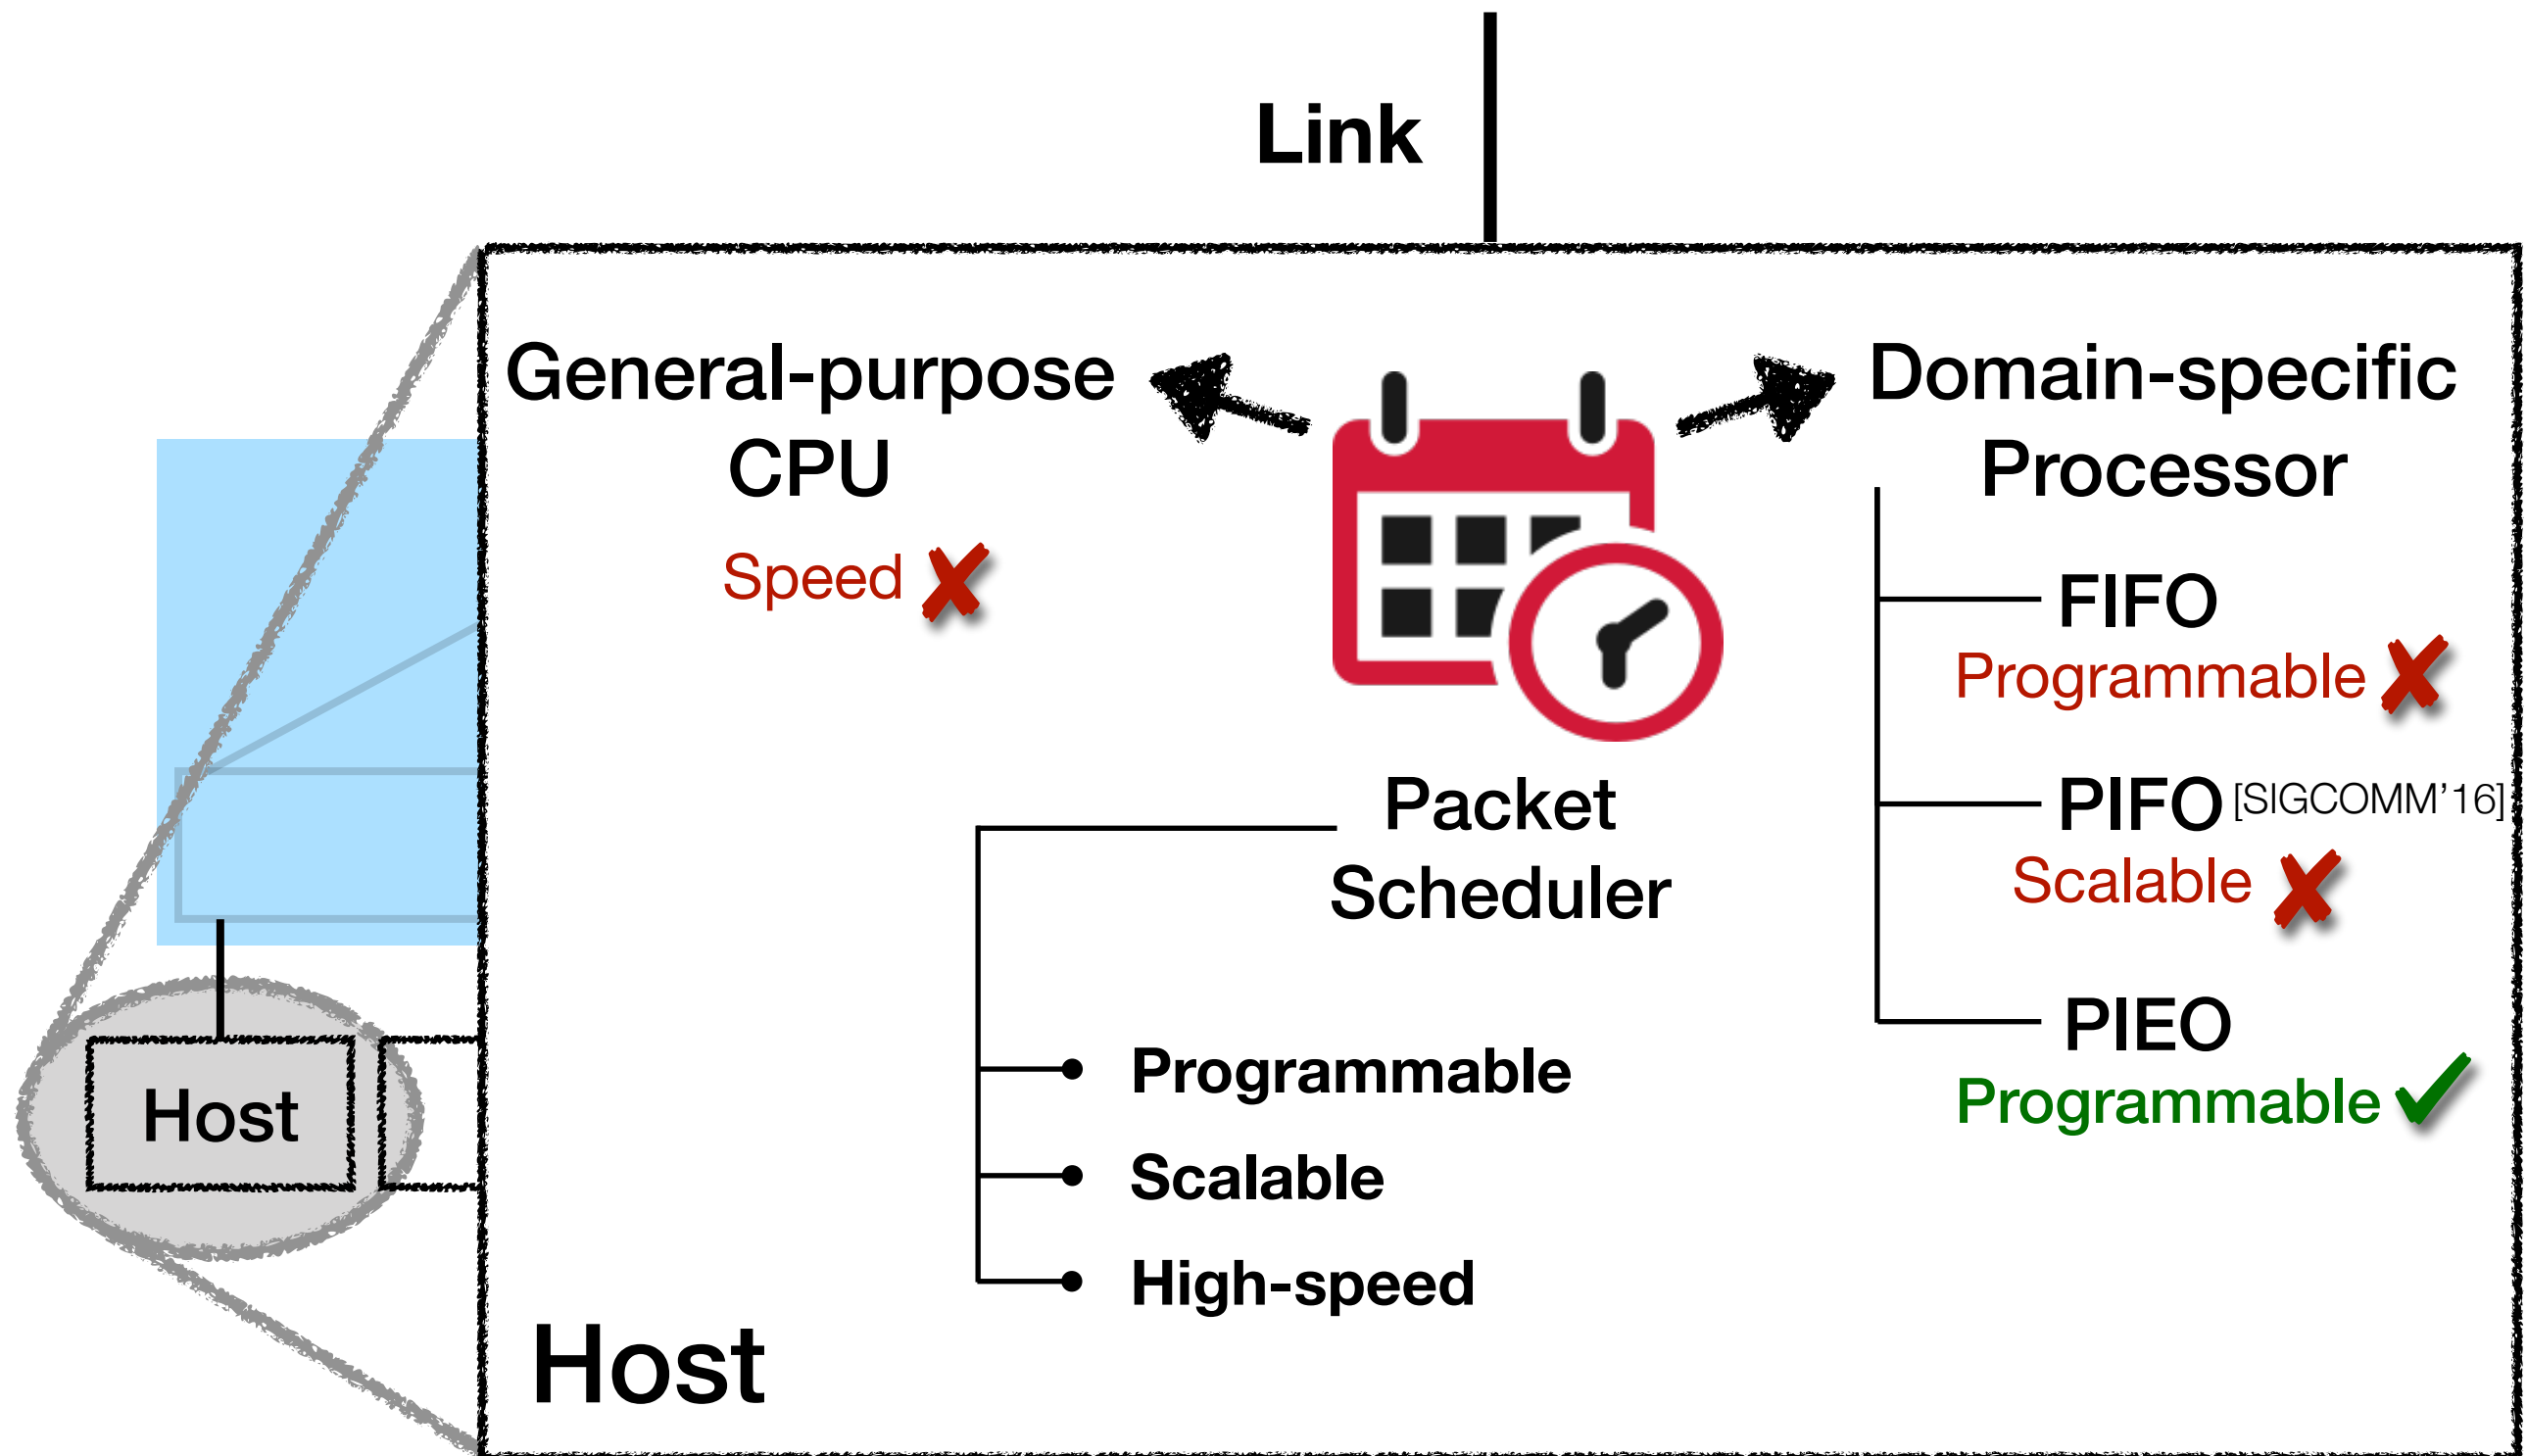 Link
General-purpose
CPU
Speed
Domain-specific
Processor
FIFO
Programmable
PIFO [SIGCOMM'16]
Scalable
PIEO
Programmable
Packet
Scheduler
Programmable
Scalable
High-speed
Host
Host